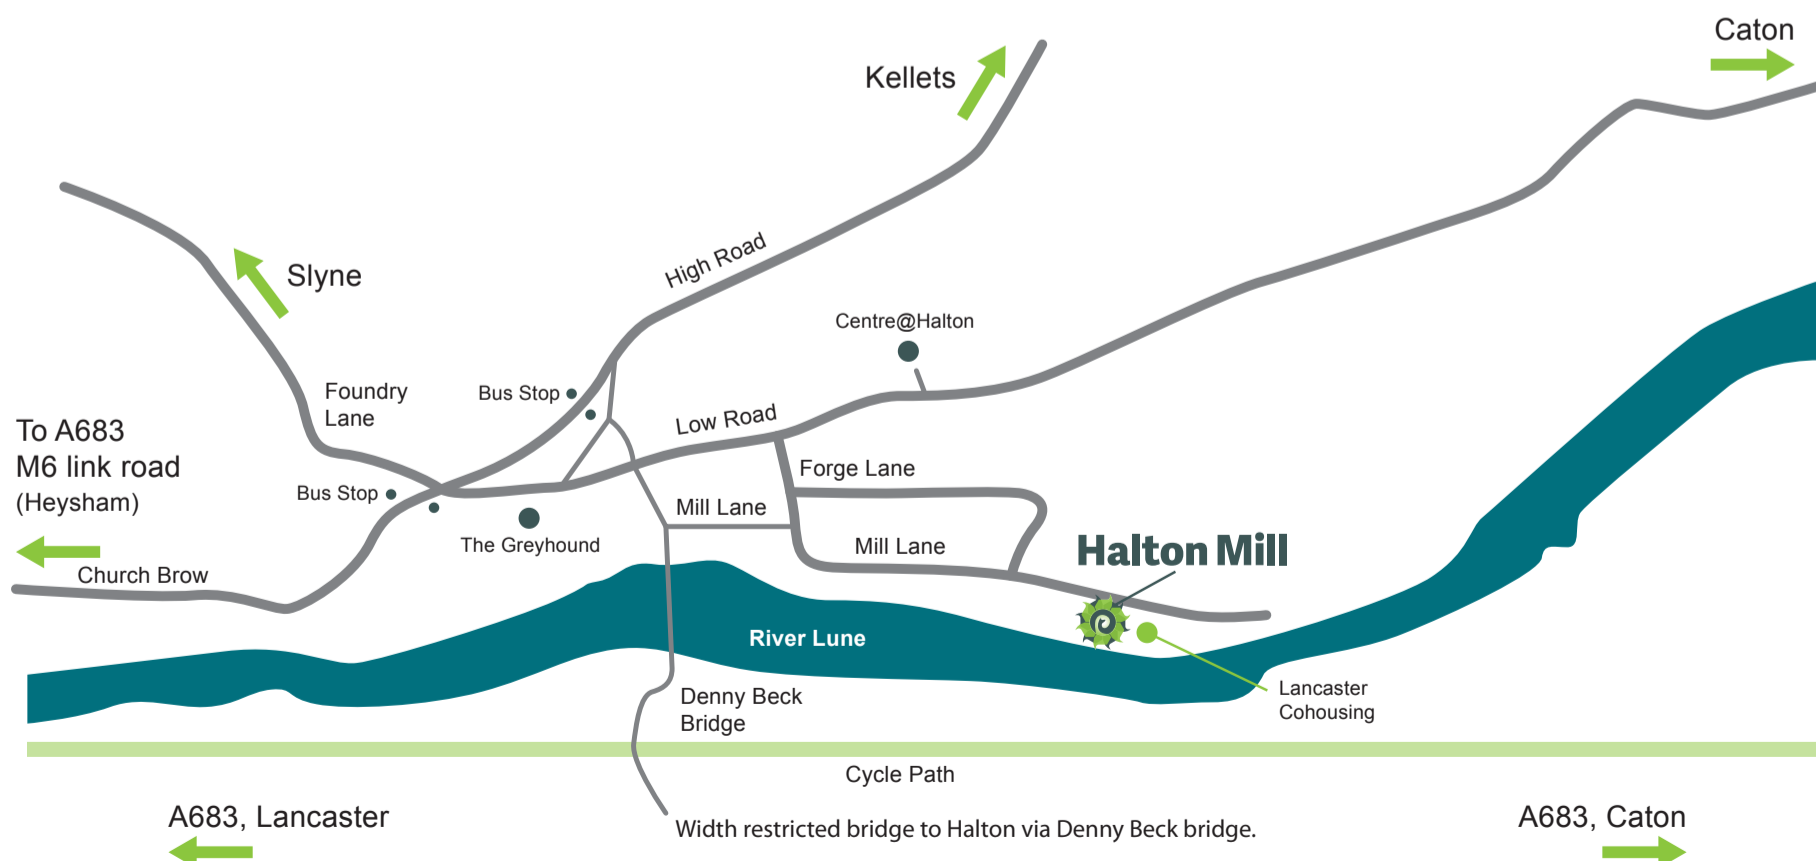 Caton
Kellets
High Road
Slyne
Centre@Halton
Foundry
Lane
Bus Stop
Low Road
To A683
M6 link road
(Heysham)
Forge Lane
Bus Stop
Mill Lane
The Greyhound
Mill Lane
Halton Mill
Church Brow
River Lune
Denny Beck
Bridge
Lancaster
Cohousing
Cycle Path
A683, Lancaster
Width restricted bridge to Halton via Denny Beck bridge.
A683, Caton